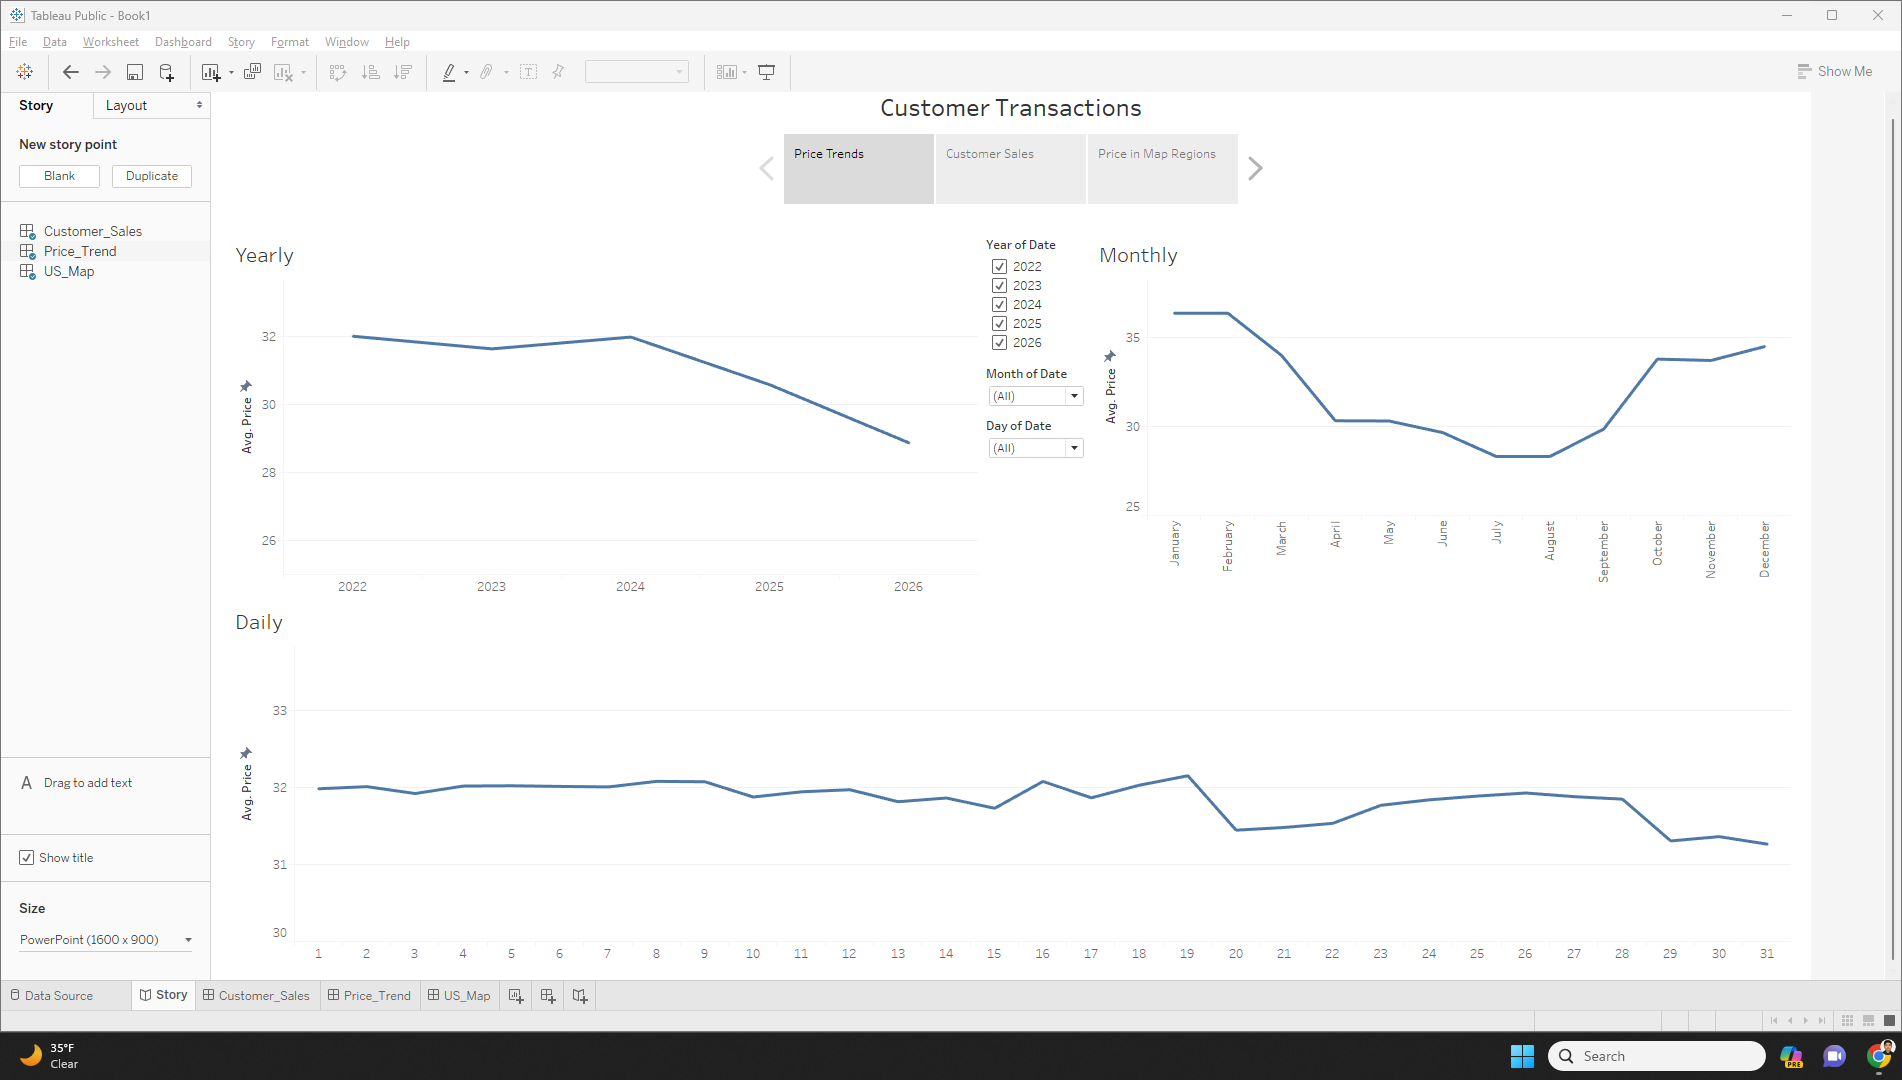 Tableau Public - Book1
File Data Worksheet Dashboard Story Format Window Help
Show Me
Story Layout
New story point
Blank Duplicate
Customer_Sales
Price_Trend
US_Map
Drag to add text
Show title
Size
PowerPoint (1600 x 900)
Customer Transactions
Price Trends Customer Sales Price in Map Regions
Yearly
Avg. Price
32
30
28
26
2022 2023 2024 2025 2026
Year of Date
2022
2023
2024
2025
2026
Month of Date
(All)
Day of Date
(All)
Monthly
Avg. Price
35
30
25
January February March April May June July August September October November December
Daily
Avg. Price
33
32
31
30
1 2 3 4 5 6 7 8 9 10 11 12 13 14 15 16 17 18 19 20 21 22 23 24 25 26 27 28 29 30 31
Data Source Story Customer_Sales Price_Trend US_Map
35°F
Clear
Search
PRE